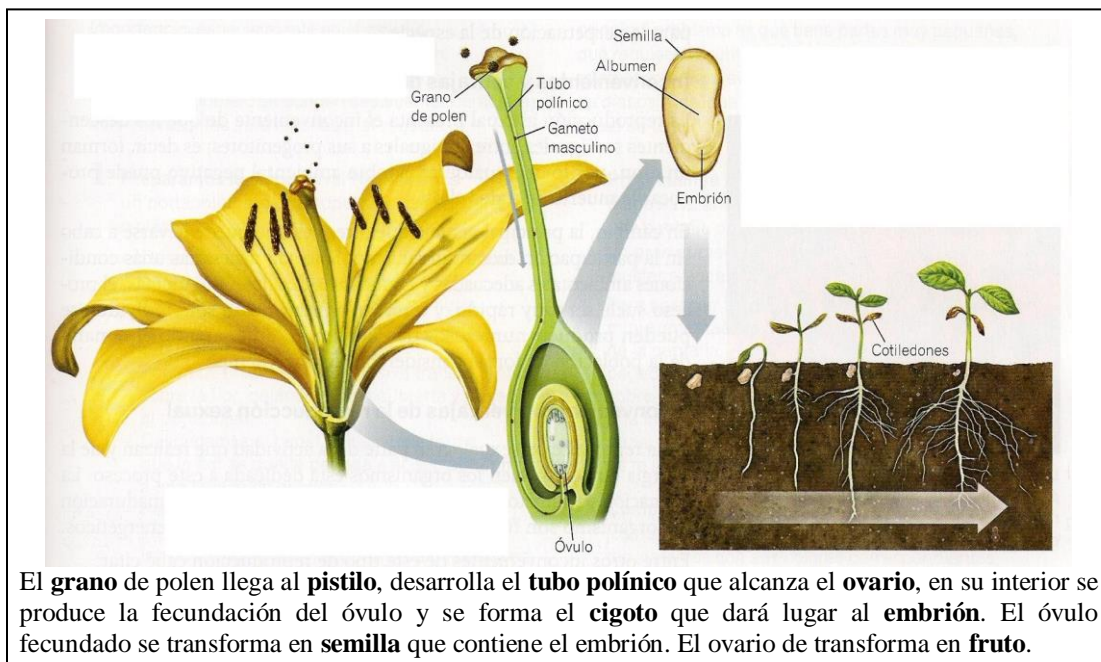 Semilla
Albumen
Grano
de polen
Tubo
polínico
Gameto
masculino
Embrión
Cotiledones
Óvulo
El grano de polen llega al pistilo, desarrolla el tubo polínico que alcanza el ovario, en su interior se
produce la fecundación del óvulo y se forma el cigoto que dará lugar al embrión. El óvulo
fecundado se transforma en semilla que contiene el embrión. El ovario de transforma en fruto.